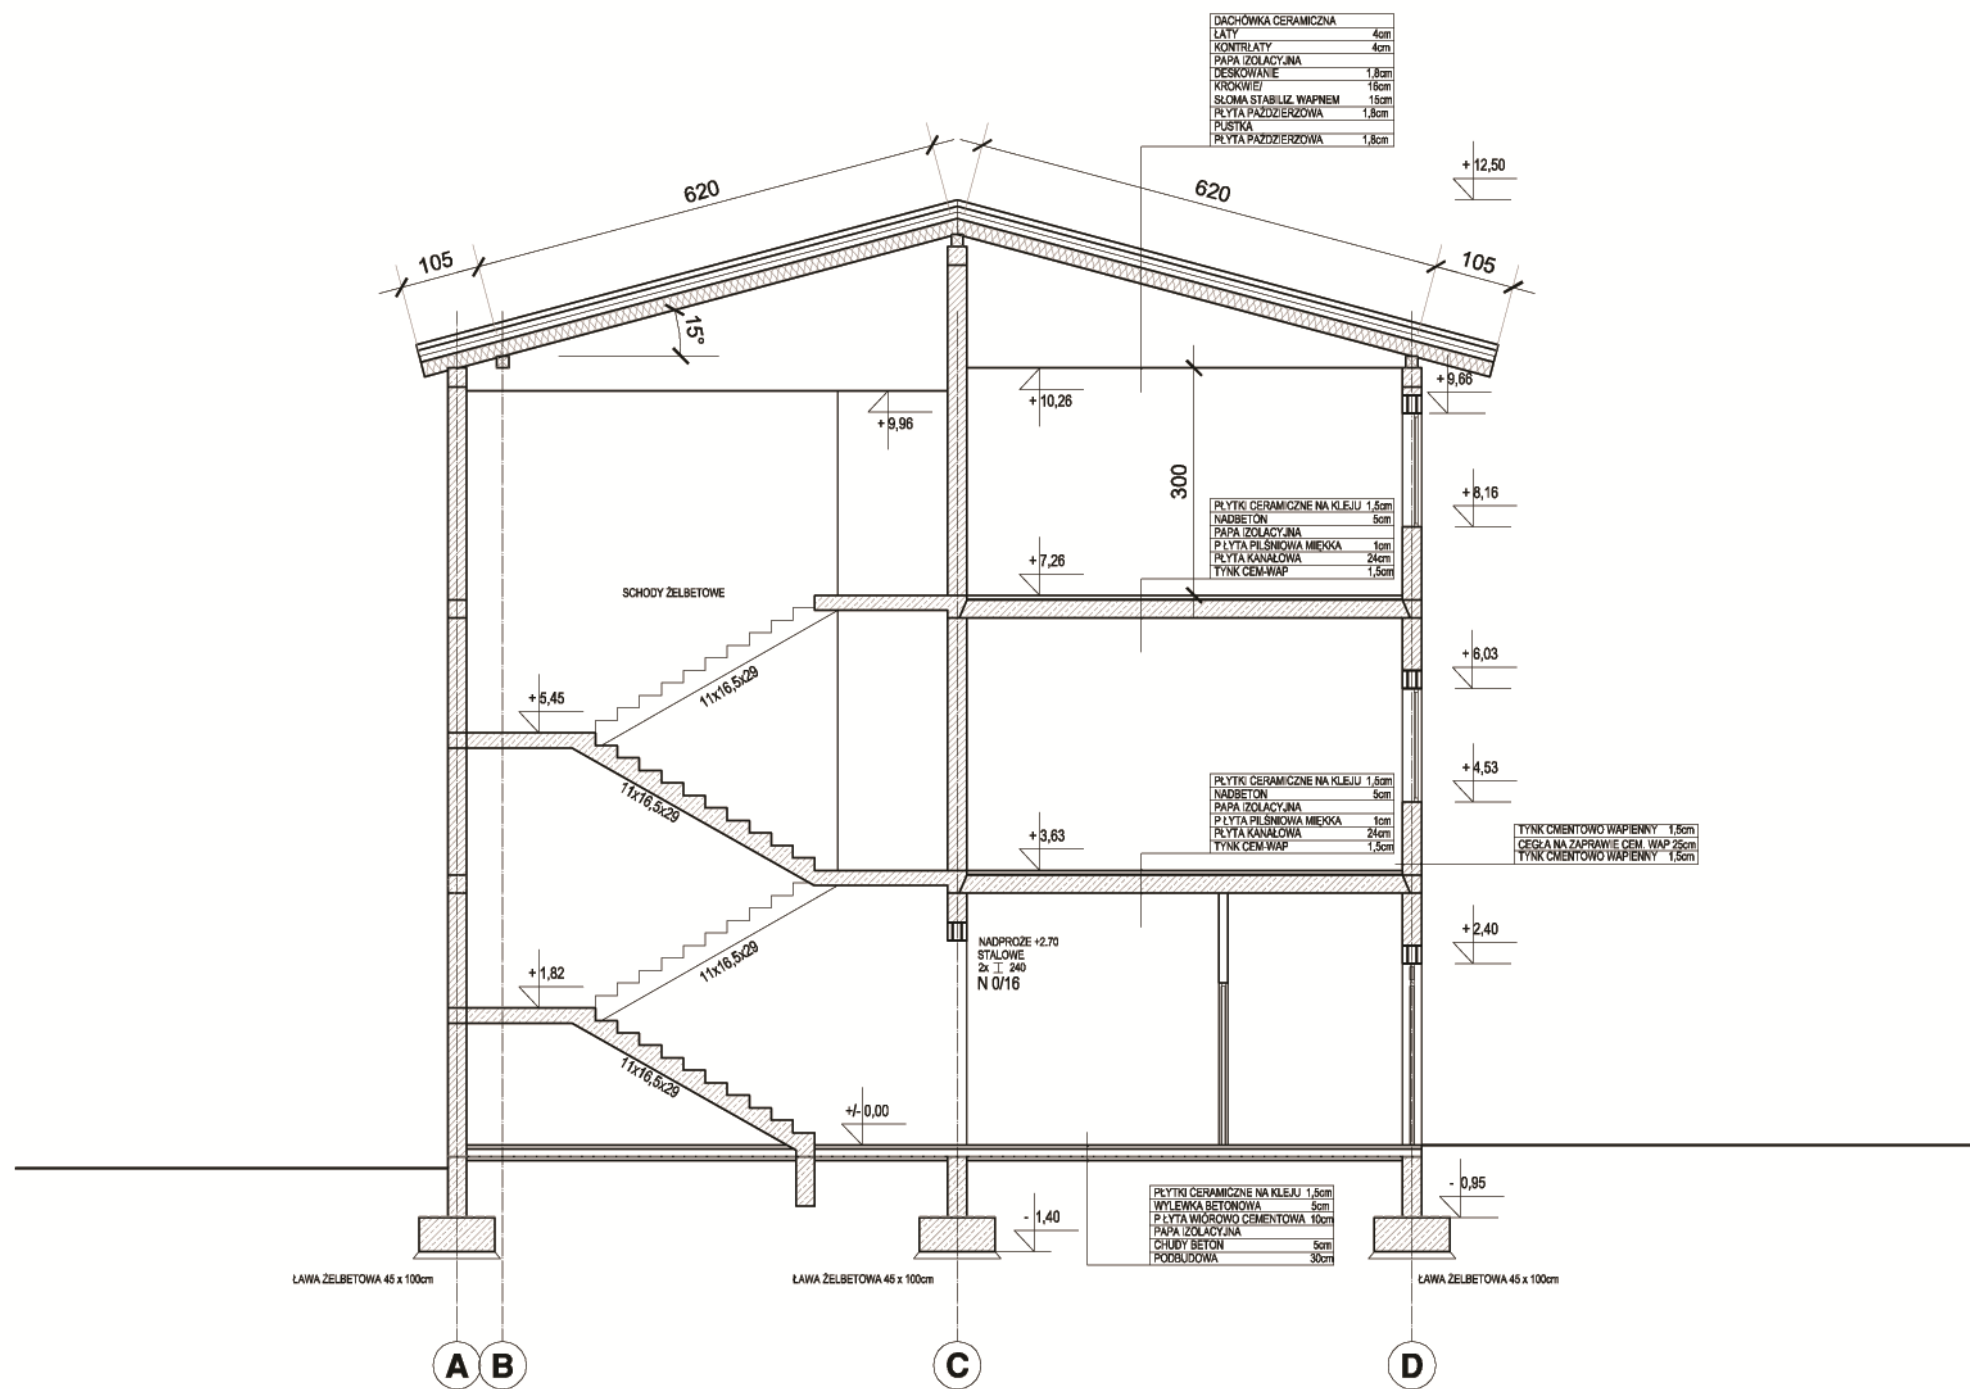 DACHÓWKA CERAMICZNA
ŁATY 4cm
KONTRŁATY 4cm
PAPA IZOLACYJNA
DESKOWANIE 1,8cm
KROKWIE/ 16cm
SŁOMA STABILIZ. WAPNEM 15cm
PŁYTA PAŹDZIERZOWA 1,8cm
PUSTKA
PŁYTA PAŹDZIERZOWA 1,8cm
+ 12,50
620
620
105
105
15°
+ 9,66
+ 10,26
+ 9,96
300
+ 8,16
PŁYTKI CERAMICZNE NA KLEJU 1,5cm
NADBETON 5cm
PAPA IZOLACYJNA
PŁYTA PILŚNIOWA MIĘKKA 1cm
PŁYTA KANAŁOWA 24cm
TYNK CEM-WAP 1,5cm
+ 7,26
SCHODY ŻELBETOWE
+ 6,03
11x16,5x29
+ 5,45
+ 4,53
11x16,5x29
PŁYTKI CERAMICZNE NA KLEJU 1,5cm
NADBETON 5cm
PAPA IZOLACYJNA
PŁYTA PILŚNIOWA MIĘKKA 1cm
PŁYTA KANAŁOWA 24cm
TYNK CEM-WAP 1,5cm
+ 3,63
TYNK CMENTOWO WAPIENNY 1,5cm
CEGŁA NA ZAPRAWIE CEM. WAP 25cm
TYNK CMENTOWO WAPIENNY 1,5cm
+ 2,40
NADPROŻE +2.70
STALOWE
2x I 240
N 0/16
11x16,5x29
+ 1,82
11x16,5x29
+/- 0,00
- 0,95
PŁYTKI CERAMICZNE NA KLEJU 1,5cm
WYLEWKA BETONOWA 5cm
PŁYTA WIÓROWO CEMENTOWA 10cm
PAPA IZOLACYJNA
CHUDY BETON 5cm
PODBUDOWA 30cm
- 1,40
ŁAWA ŻELBETOWA 45 x 100cm
ŁAWA ŻELBETOWA 45 x 100cm
ŁAWA ŻELBETOWA 45 x 100cm
A B C D